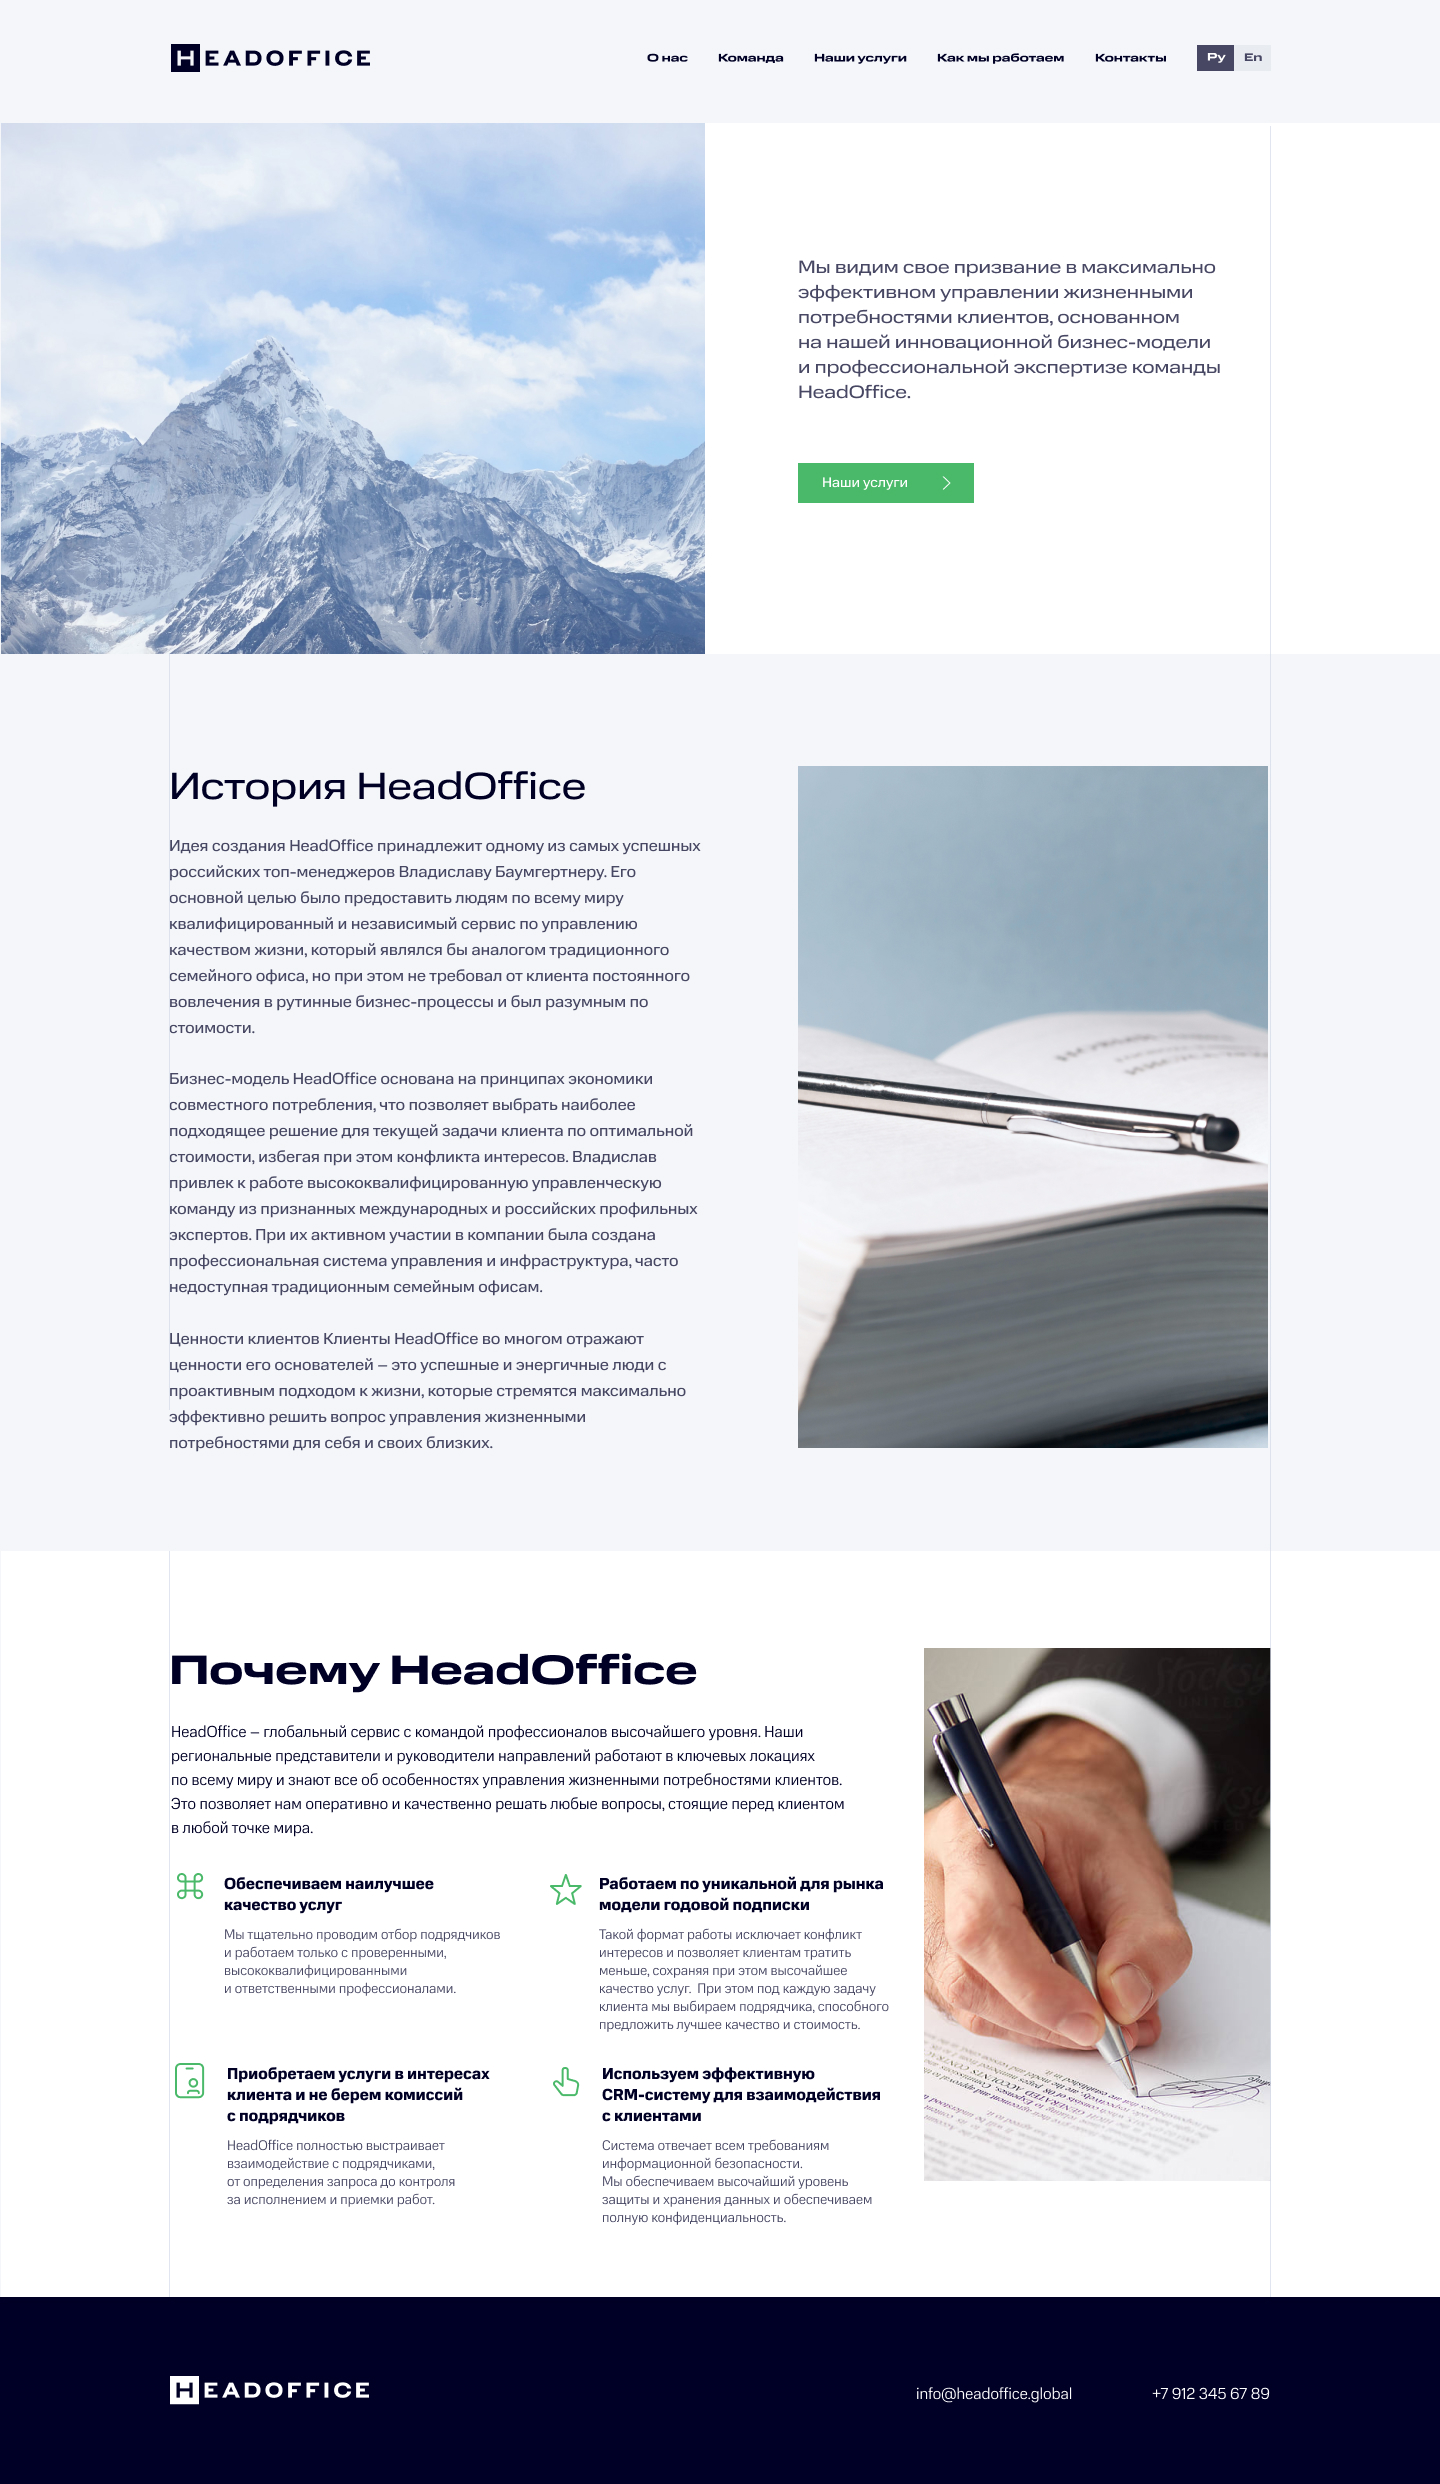 HEADOFFICE
О нас Команда Наши услуги Как мы работаем Контакты Ру En
Мы видим свое призвание в максимально
эффективном управлении жизненными
потребностями клиентов, основанном
на нашей инновационной бизнес-модели
и профессиональной экспертизе команды
HeadOffice.
Наши услуги
История HeadOffice
Идея создания HeadOffice принадлежит одному из самых успешных
российских топ-менеджеров Владиславу Баумгертнеру. Его
основной целью было предоставить людям по всему миру
квалифицированный и независимый сервис по управлению
качеством жизни, который являлся бы аналогом традиционного
семейного офиса, но при этом не требовал от клиента постоянного
вовлечения в рутинные бизнес-процессы и был разумным по
стоимости.
Бизнес-модель HeadOffice основана на принципах экономики
совместного потребления, что позволяет выбрать наиболее
подходящее решение для текущей задачи клиента по оптимальной
стоимости, избегая при этом конфликта интересов. Владислав
привлек к работе высококвалифицированную управленческую
команду из признанных международных и российских профильных
экспертов. При их активном участии в компании была создана
профессиональная система управления и инфраструктура, часто
недоступная традиционным семейным офисам.
Ценности клиентов Клиенты HeadOffice во многом отражают
ценности его основателей – это успешные и энергичные люди с
проактивным подходом к жизни, которые стремятся максимально
эффективно решить вопрос управления жизненными
потребностями для себя и своих близких.
Почему HeadOffice
HeadOffice – глобальный сервис с командой профессионалов высочайшего уровня. Наши
региональные представители и руководители направлений работают в ключевых локациях
по всему миру и знают все об особенностях управления жизненными потребностями клиентов.
Это позволяет нам оперативно и качественно решать любые вопросы, стоящие перед клиентом
в любой точке мира.
Обеспечиваем наилучшее
качество услуг
Мы тщательно проводим отбор подрядчиков
и работаем только с проверенными,
высококвалифицированными
и ответственными профессионалами.
Работаем по уникальной для рынка
модели годовой подписки
Такой формат работы исключает конфликт
интересов и позволяет клиентам тратить
меньше, сохраняя при этом высочайшее
качество услуг. При этом под каждую задачу
клиента мы выбираем подрядчика, способного
предложить лучшее качество и стоимость.
Приобретаем услуги в интересах
клиента и не берем комиссий
с подрядчиков
HeadOffice полностью выстраивает
взаимодействие с подрядчиками,
от определения запроса до контроля
за исполнением и приемки работ.
Используем эффективную
CRM-систему для взаимодействия
с клиентами
Система отвечает всем требованиям
информационной безопасности.
Мы обеспечиваем высочайший уровень
защиты и хранения данных и обеспечиваем
полную конфиденциальность.
Stocksy
UNITED
HEADOFFICE
info@headoffice.global +7 912 345 67 89